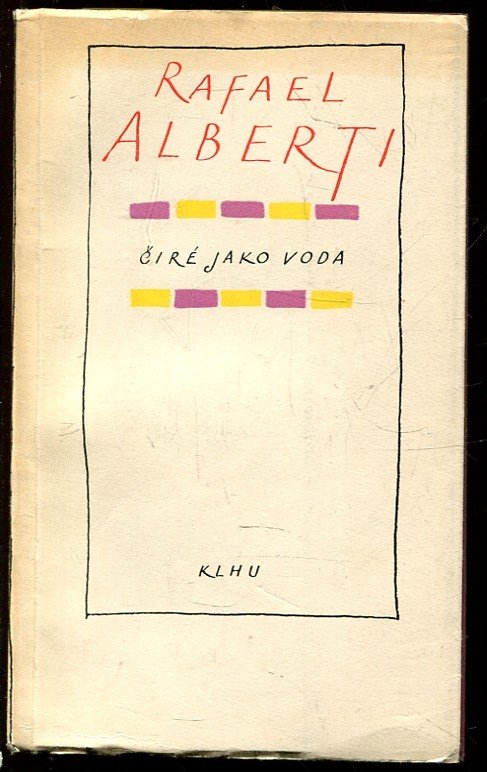 RAFAEL
ALBERTI
ČIRÉ JAKO VODA
KLHU